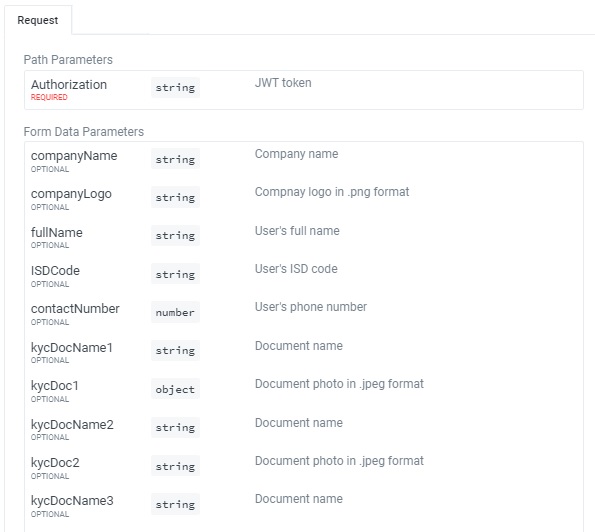 Request
Path Parameters
Authorization string JWT token
REQUIRED
Form Data Parameters
companyName string Company name
OPTIONAL
companyLogo string Compnay logo in .png format
OPTIONAL
fullName string User's full name
OPTIONAL
ISDCode string User's ISD code
OPTIONAL
contactNumber number User's phone number
OPTIONAL
kycDocName1 string Document name
OPTIONAL
kycDoc1 object Document photo in .jpeg format
OPTIONAL
kycDocName2 string Document name
OPTIONAL
kycDoc2 string Document photo in .jpeg format
OPTIONAL
kycDocName3 string Document name
OPTIONAL